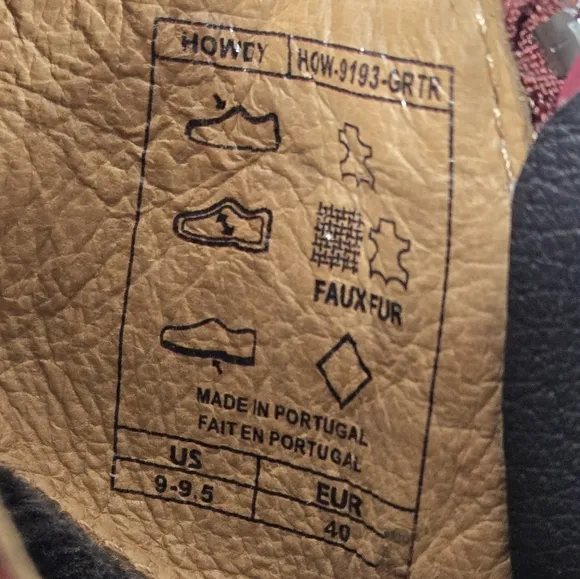 HOWDY HOW-9193-GRTR
FAUX FUR
MADE IN PORTUGAL
FAIT EN PORTUGAL
US EUR
9-9.5 40